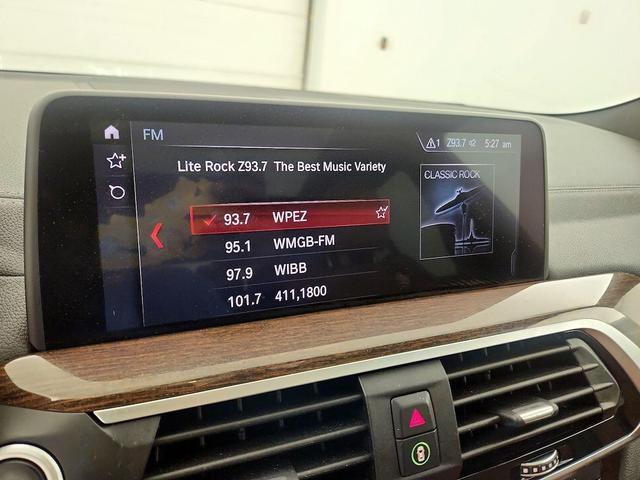 FM
1 Z93.7 5:27 am
Lite Rock Z93.7 The Best Music Variety
CLASSIC ROCK
93.7 WPEZ
95.1 WMGB-FM
97.9 WIBB
101.7 411,1800